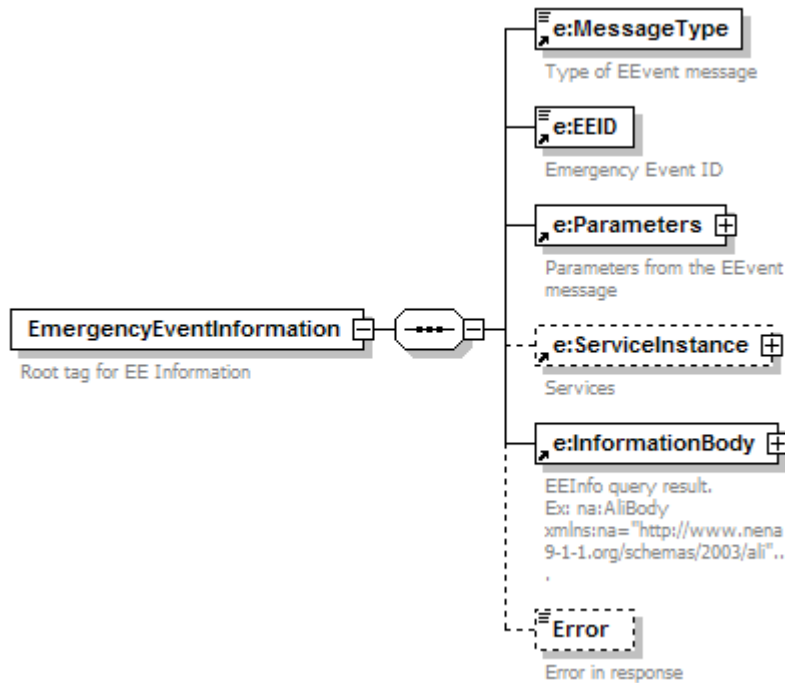 e:MessageType
Type of EEvent message
e:EEID
Emergency Event ID
e:Parameters
Parameters from the EEvent
message
EmergencyEventInformation
Root tag for EE Information
e:ServiceInstance
Services
e:InformationBody
EEInfo query result.
Ex: na:AliBody
xmlns:na="http://www.nena
9-1-1.org/schemas/2003/ali"..
.
Error
Error in response